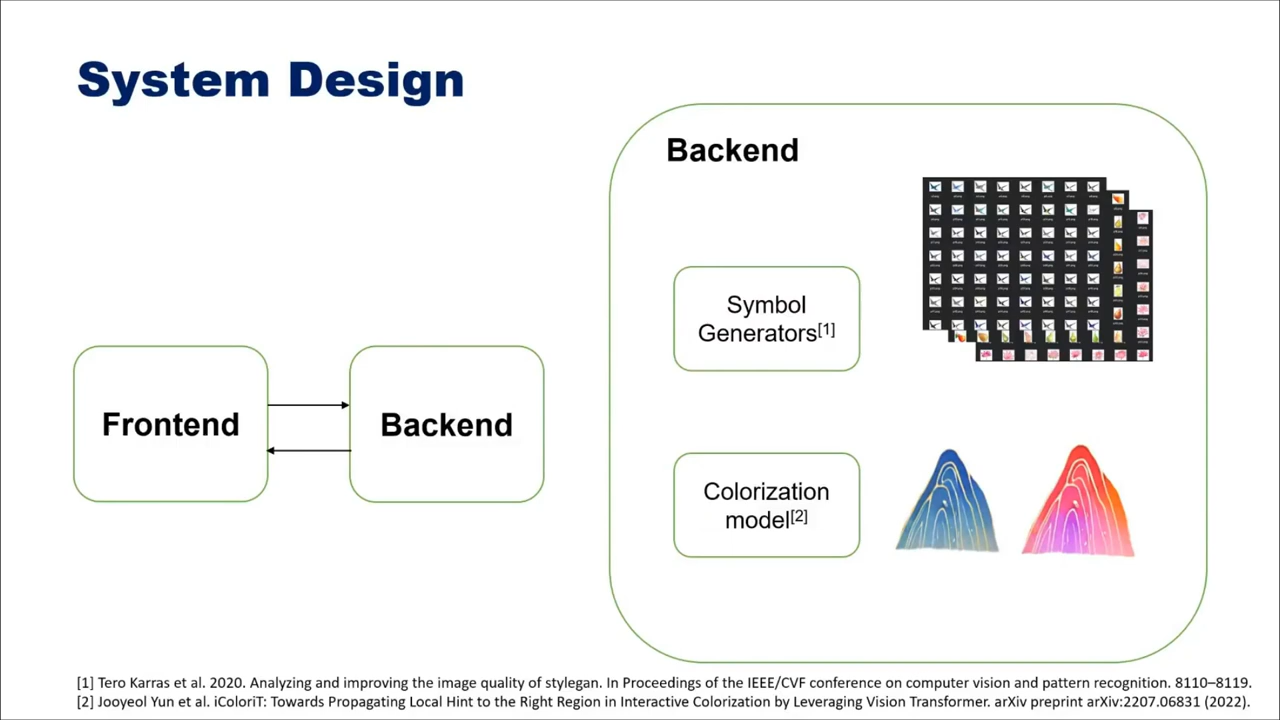 System Design
Backend
Symbol
Generators[1]
Frontend
Backend
Colorization
model[2]
[1] Tero Karras et al. 2020. Analyzing and improving the image quality of stylegan. In Proceedings of the IEEE/CVF conference on computer vision and pattern recognition. 8110–8119.
[2] Jooyeol Yun et al. iColoriT: Towards Propagating Local Hint to the Right Region in Interactive Colorization by Leveraging Vision Transformer. arXiv preprint arXiv:2207.06831 (2022).